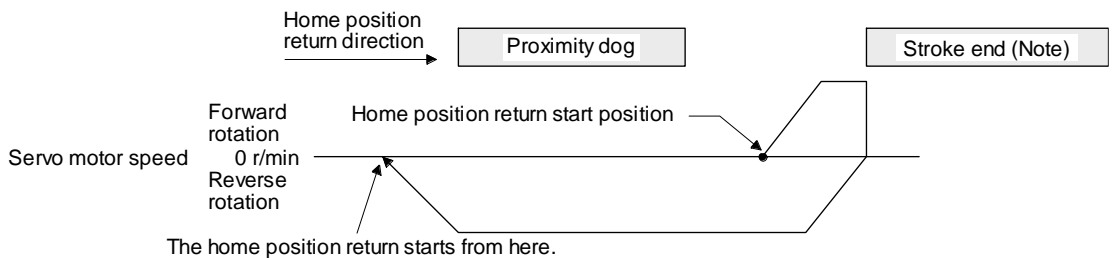 Home position
return direction
Proximity dog
Stroke end (Note)
Forward
rotation
Home position return start position
Servo motor speed 0 r/min
Reverse
rotation
The home position return starts from here.